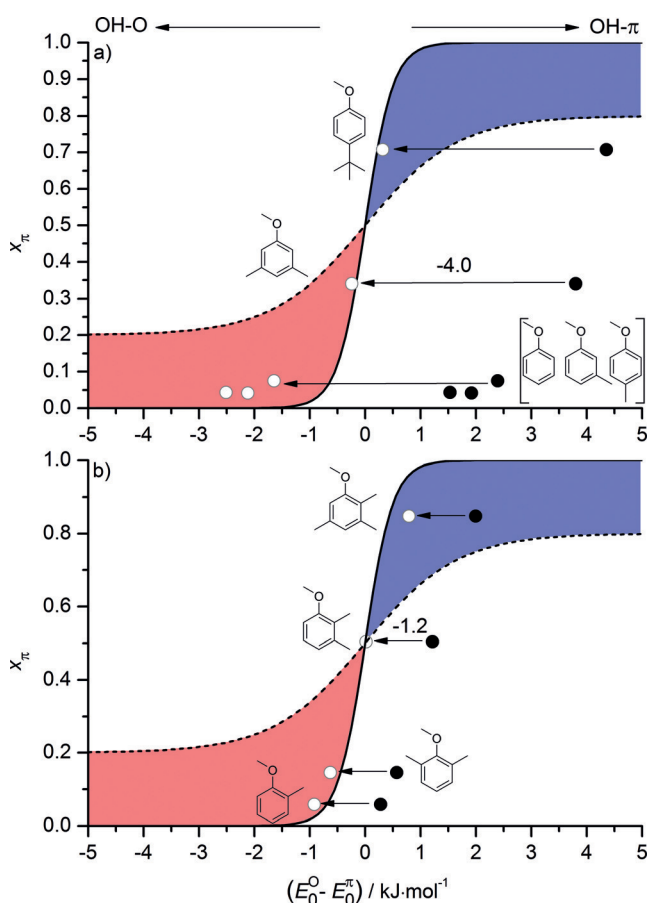 OH-O OH-π
a)
1.0
0.9
0.8
0.7
0.6
0.5
0.4
0.3
0.2
0.1
0.0
xπ
O
O
-4.0
O O O
-5 -4 -3 -2 -1 0 1 2 3 4 5
b)
1.0
0.8
0.6
0.4
0.2
0.0
xπ
O
O
-1.2
O
O
-5 -4 -3 -2 -1 0 1 2 3 4 5
(E₀ᴼ- E₀^π) / kJ·mol⁻¹